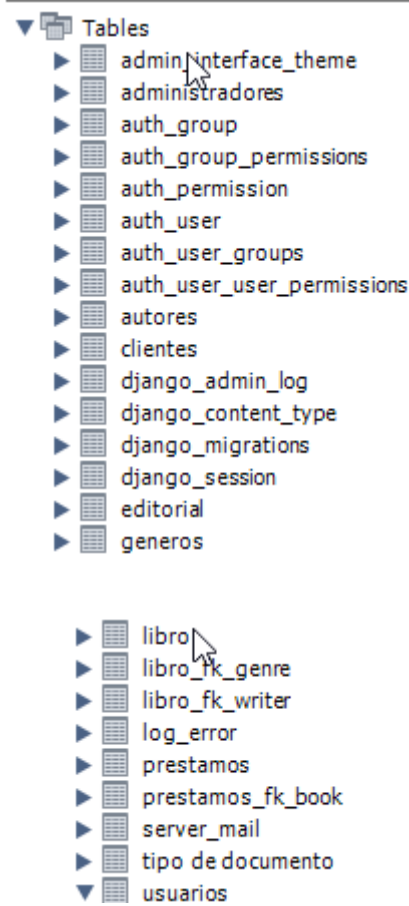 Tables
admin_interface_theme
administradores
auth_group
auth_group_permissions
auth_permission
auth_user
auth_user_groups
auth_user_user_permissions
autores
clientes
django_admin_log
django_content_type
django_migrations
django_session
editorial
generos
libro
libro_fk_genre
libro_fk_writer
log_error
prestamos
prestamos_fk_book
server_mail
tipo de documento
usuarios